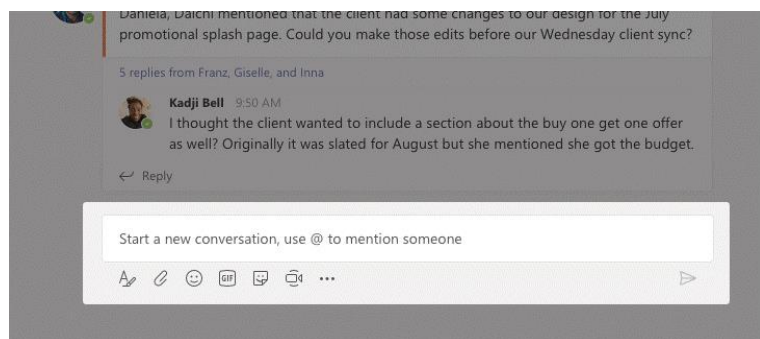 Daniela, Daichi mentioned that the client had some changes to our design for the July
promotional splash page. Could you make those edits before our Wednesday client sync?
5 replies from Franz, Giselle, and Inna
Kadji Bell 9:50 AM
I thought the client wanted to include a section about the buy one get one offer
as well? Originally it was slated for August but she mentioned she got the budget.
Reply
Start a new conversation, use @ to mention someone
GIF